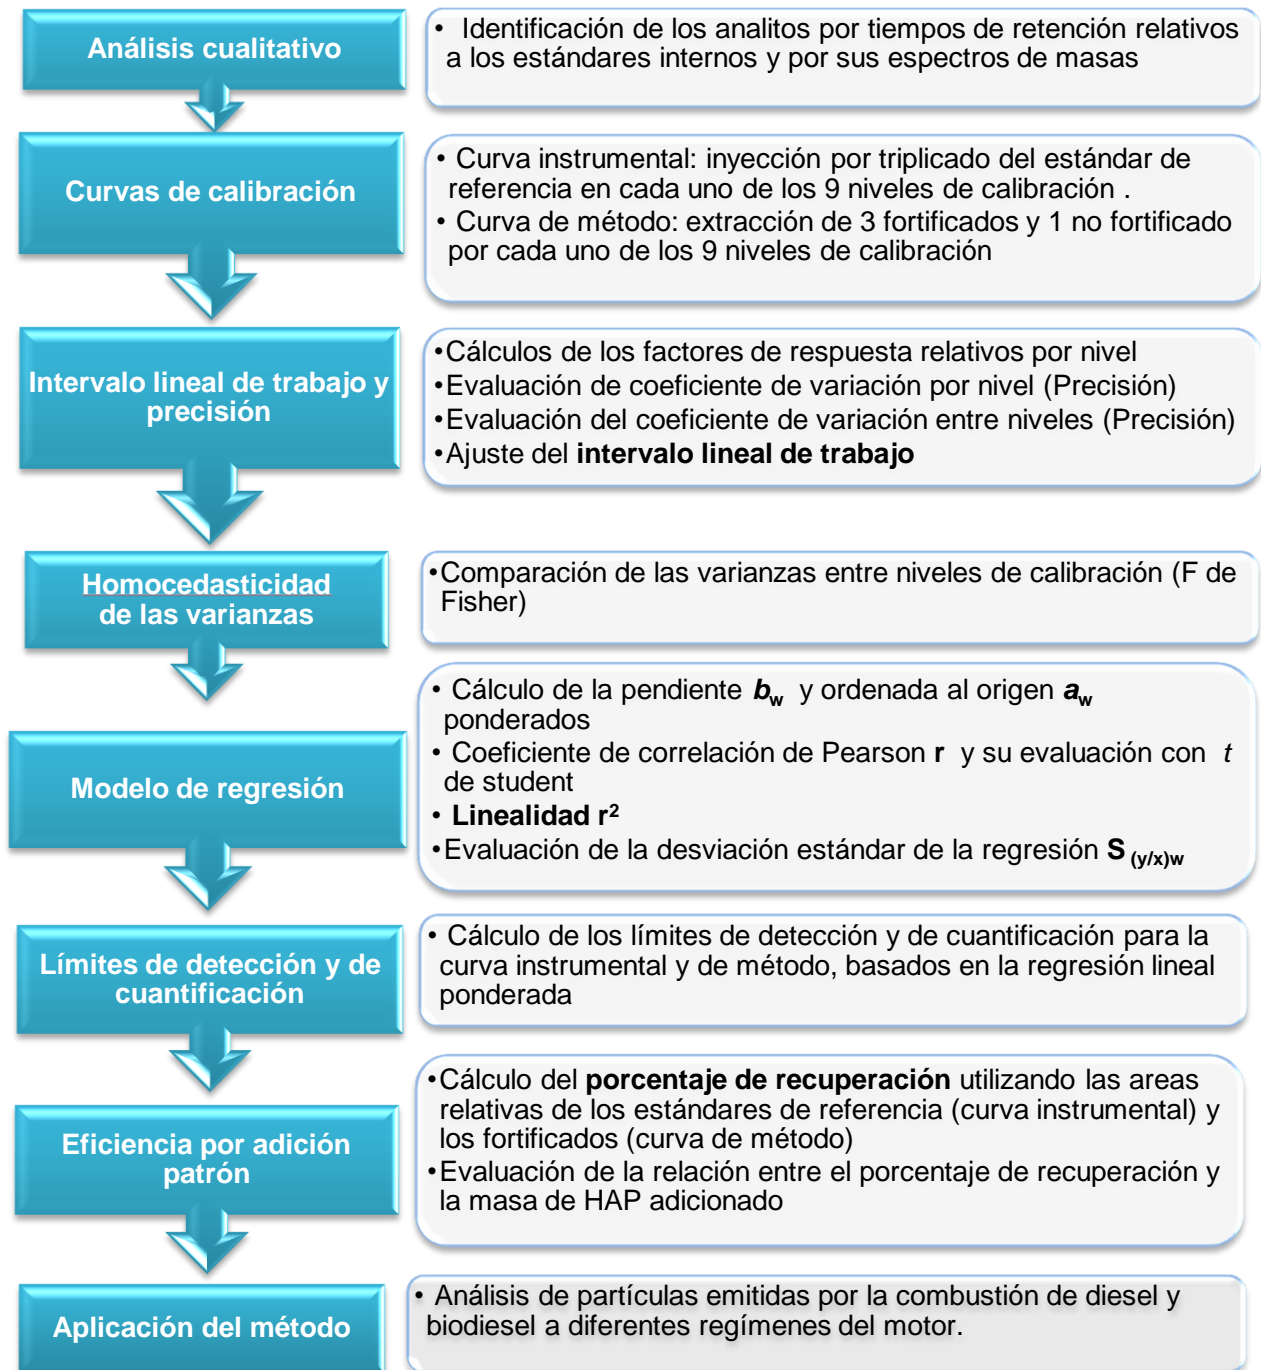 Análisis cualitativo
• Identificación de los analitos por tiempos de retención relativos
a los estándares internos y por sus espectros de masas
Curvas de calibración
• Curva instrumental: inyección por triplicado del estándar de
referencia en cada uno de los 9 niveles de calibración .
• Curva de método: extracción de 3 fortificados y 1 no fortificado
por cada uno de los 9 niveles de calibración
Intervalo lineal de trabajo y
precisión
•Cálculos de los factores de respuesta relativos por nivel
•Evaluación de coeficiente de variación por nivel (Precisión)
•Evaluación del coeficiente de variación entre niveles (Precisión)
•Ajuste del intervalo lineal de trabajo
Homocedasticidad
de las varianzas
•Comparación de las varianzas entre niveles de calibración (F de
Fisher)
Modelo de regresión
• Cálculo de la pendiente bw y ordenada al origen aw
ponderados
• Coeficiente de correlación de Pearson r y su evaluación con t
de student
• Linealidad r²
•Evaluación de la desviación estándar de la regresión S (y/x)w
Límites de detección y de
cuantificación
• Cálculo de los límites de detección y de cuantificación para la
curva instrumental y de método, basados en la regresión lineal
ponderada
Eficiencia por adición
patrón
•Cálculo del porcentaje de recuperación utilizando las areas
relativas de los estándares de referencia (curva instrumental) y
los fortificados (curva de método)
•Evaluación de la relación entre el porcentaje de recuperación y
la masa de HAP adicionado
Aplicación del método
• Análisis de partículas emitidas por la combustión de diesel y
biodiesel a diferentes regímenes del motor.